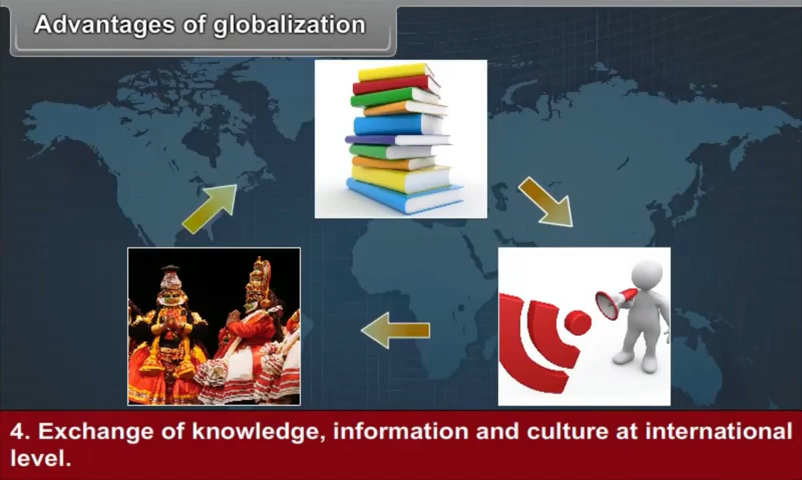 Advantages of globalization
4. Exchange of knowledge, information and culture at international
level.